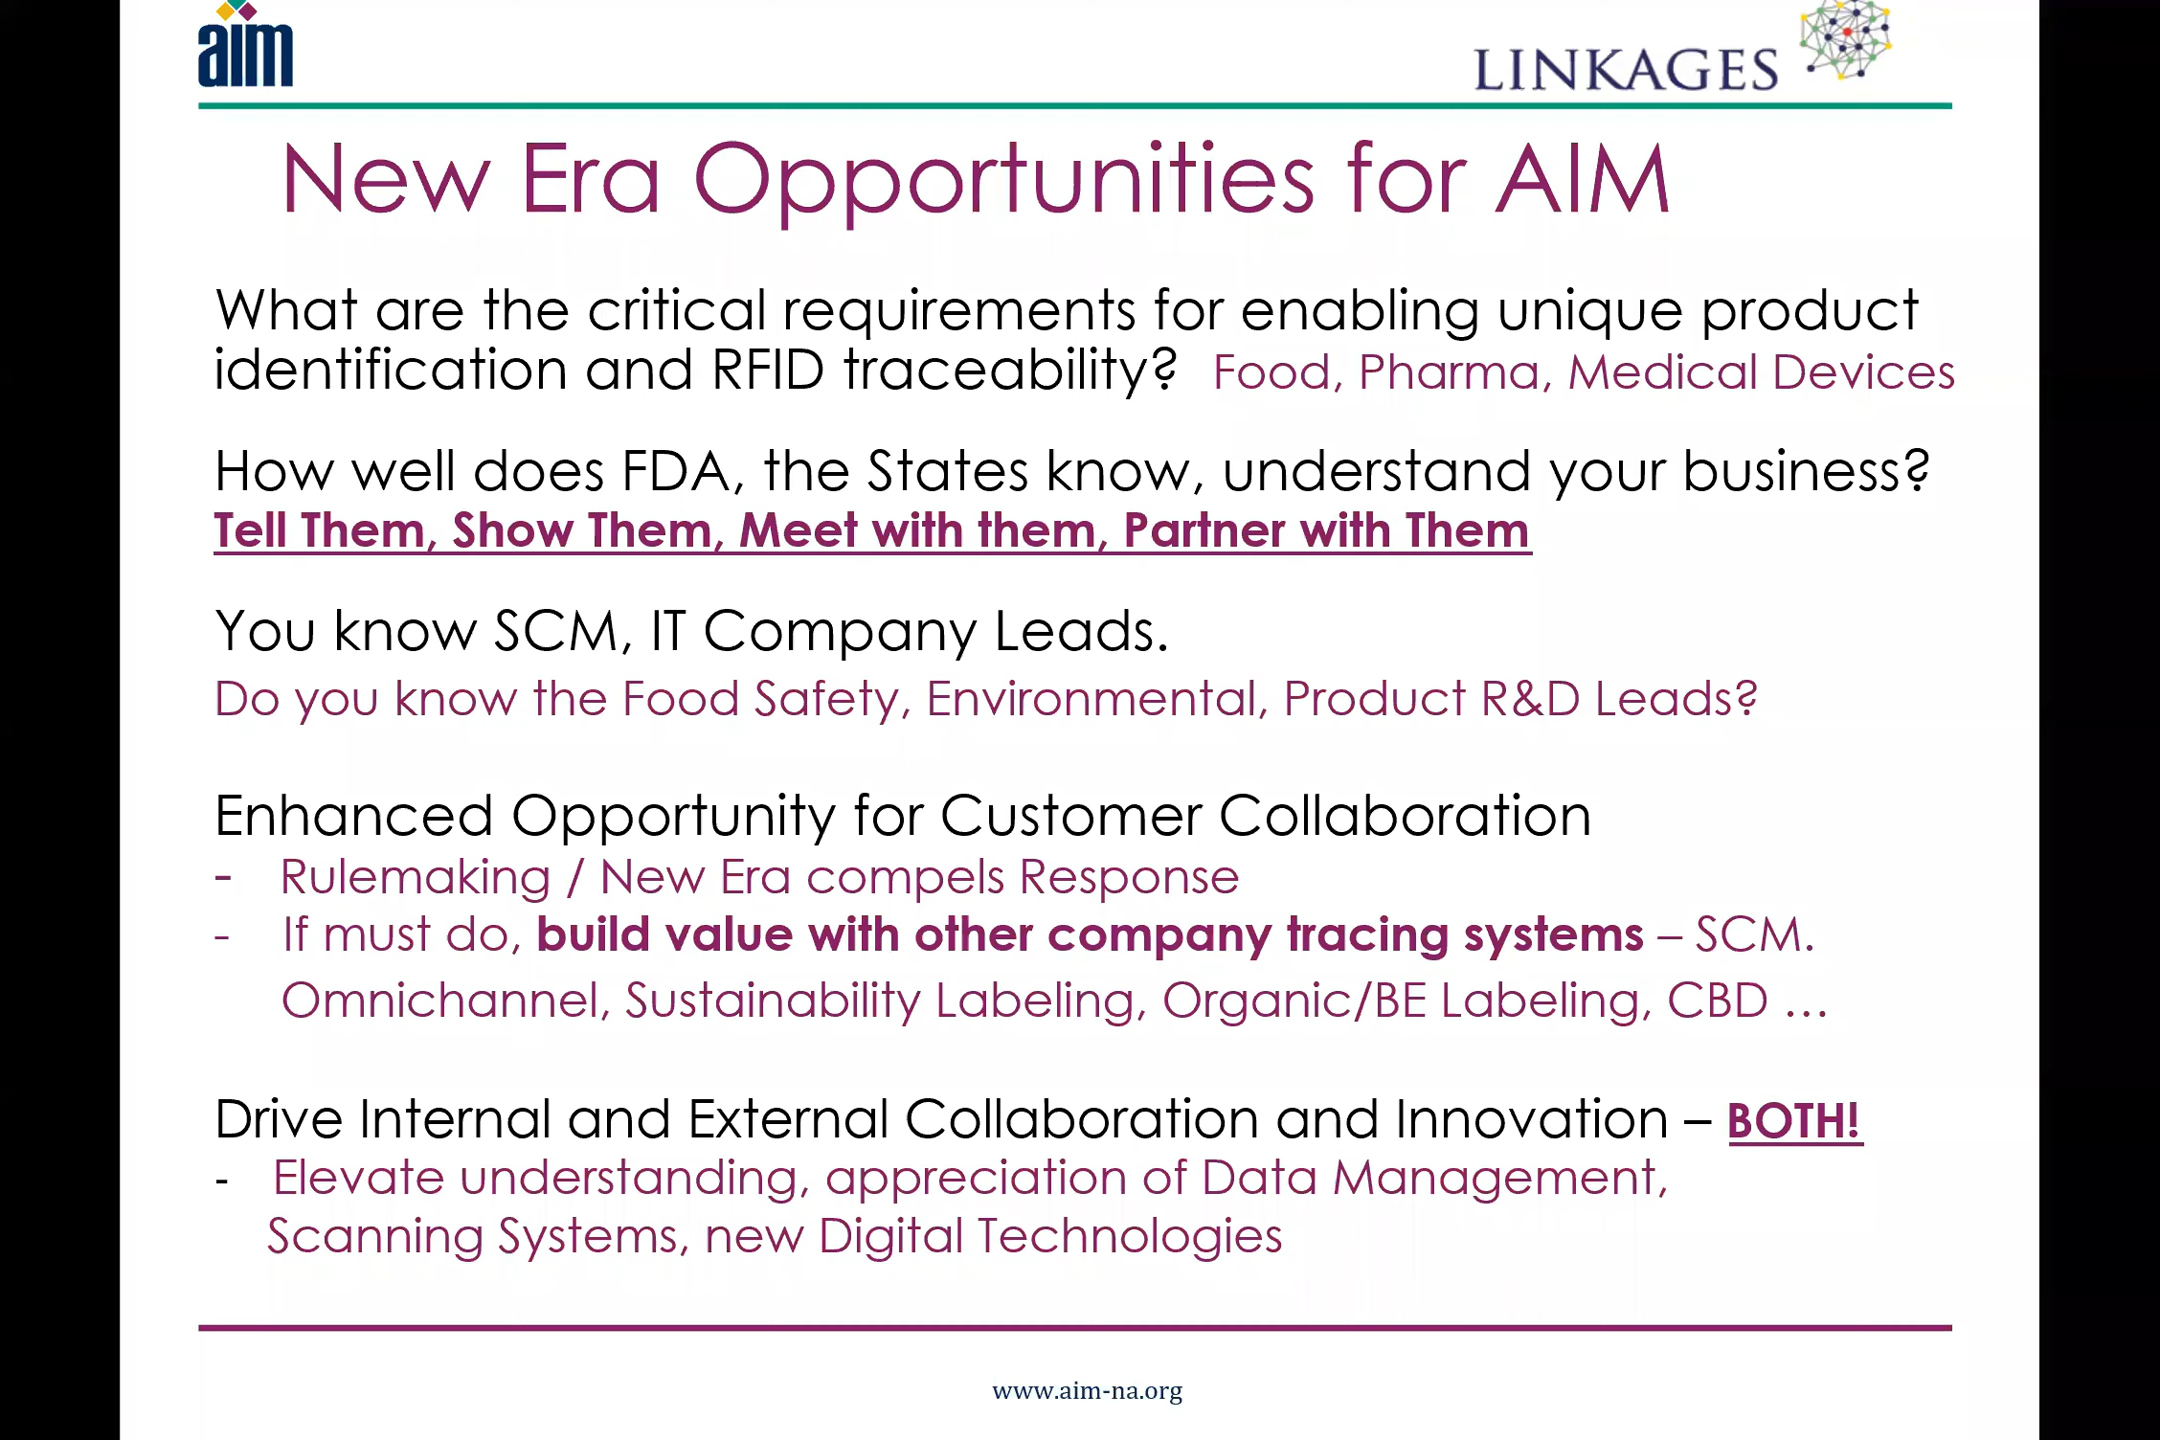 aim
LINKAGES
New Era Opportunities for AIM
What are the critical requirements for enabling unique product
identification and RFID traceability? Food, Pharma, Medical Devices
How well does FDA, the States know, understand your business?
Tell Them, Show Them, Meet with them, Partner with Them
You know SCM, IT Company Leads.
Do you know the Food Safety, Environmental, Product R&D Leads?
Enhanced Opportunity for Customer Collaboration
- Rulemaking / New Era compels Response
- If must do, build value with other company tracing systems – SCM.
Omnichannel, Sustainability Labeling, Organic/BE Labeling, CBD …
Drive Internal and External Collaboration and Innovation – BOTH!
- Elevate understanding, appreciation of Data Management,
Scanning Systems, new Digital Technologies
www.aim-na.org